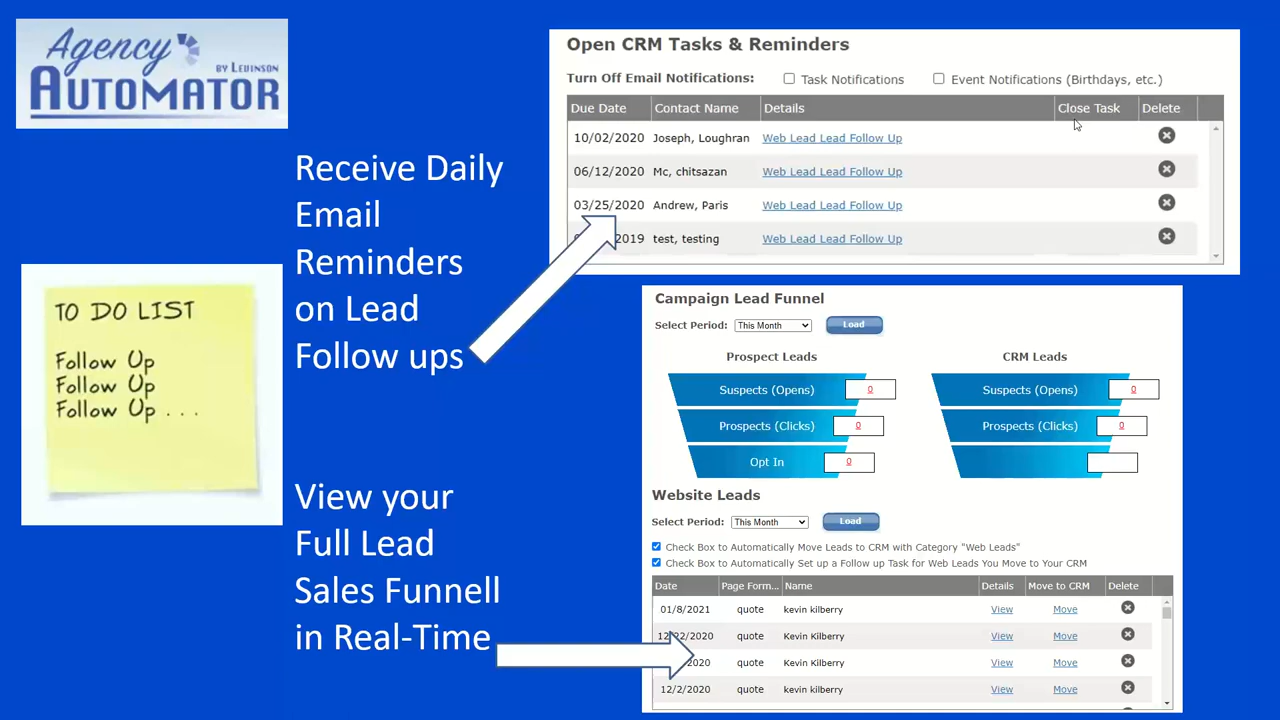 Agency
BY LEVINSON
AUTOMATOR
Receive Daily
Email
Reminders
on Lead
Follow ups
TO DO LIST
Follow Up
Follow Up
Follow Up . . .
View your
Full Lead
Sales Funnell
in Real-Time
Open CRM Tasks & Reminders
Turn Off Email Notifications: Task Notifications Event Notifications (Birthdays, etc.)
Due Date Contact Name Details Close Task Delete
10/02/2020 Joseph, Loughran Web Lead Lead Follow Up
06/12/2020 Mc, chitsazan Web Lead Lead Follow Up
03/25/2020 Andrew, Paris Web Lead Lead Follow Up
2019 test, testing Web Lead Lead Follow Up
Campaign Lead Funnel
Select Period: This Month Load
Prospect Leads CRM Leads
Suspects (Opens) 0 Suspects (Opens) 0
Prospects (Clicks) 0 Prospects (Clicks) 0
Opt In 0
Website Leads
Select Period: This Month Load
Check Box to Automatically Move Leads to CRM with Category "Web Leads"
Check Box to Automatically Set up a Follow up Task for Web Leads You Move to Your CRM
Date Page Form... Name Details Move to CRM Delete
01/8/2021 quote kevin kilberry View Move
12/22/2020 quote Kevin Kilberry View Move
2020 quote Kevin Kilberry View Move
12/2/2020 quote kevin kilberry View Move